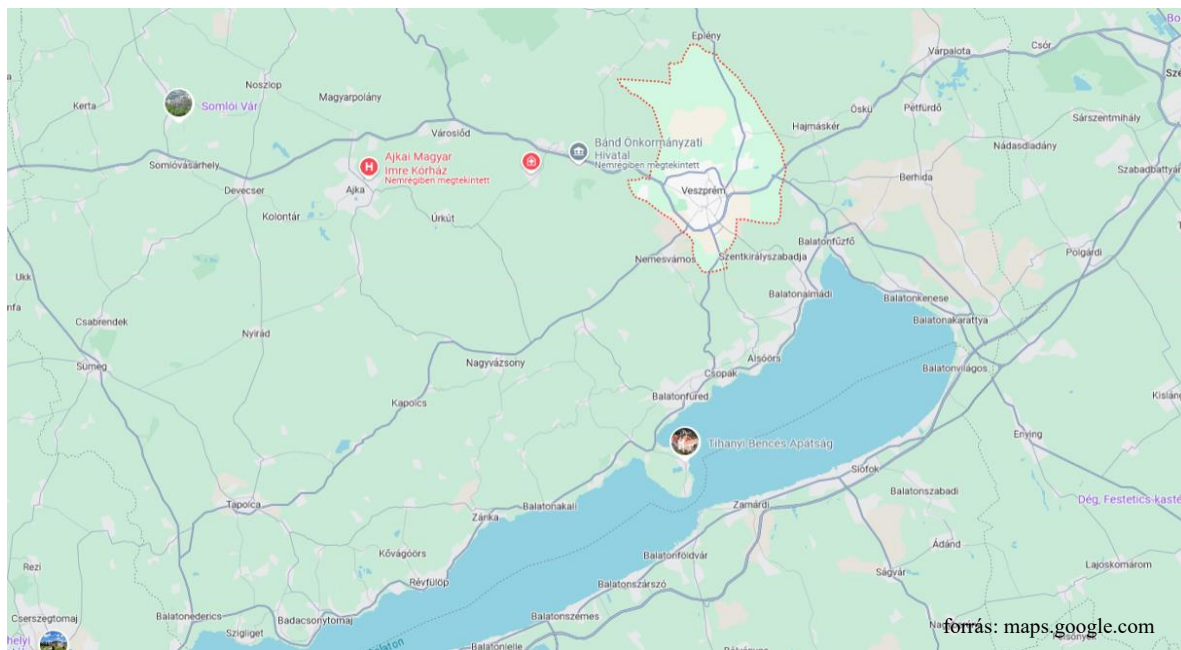 Eplény
Várpalota
Csór
Noszlop
Kerta
Somlói Vár
Magyarpolány
Pétfürdő
Öskü
Sárszentmihály
Hajmáskér
Városlőd
Bánd Önkormányzati
Hivatal
Nemrégiben megtekintett
Nádasdladány
Ajkai Magyar
Imre Kórház
Nemrégiben megtekintett
Somlóvásárhely
Szabadbattyán
Berhida
Devecser
Ajka
Veszprém
Kolontár
Úrkút
Balatonfűzfő
Polgárdi
Nemesvámos
Szentkirályszabadja
Ukk
Balatonalmádi
Balatonkenese
Csabrendek
Balatonakarattya
Nyirád
Alsóörs
Nagyvázsony
Sümeg
Csopak
Balatonvilágos
Balatonfüred
Kapolcs
Enying
Tihanyi Bencés Apátság
Siófok
Balatonszabadi
Dég, Festetics-kasté
Tapolca
Balatonakali
Zamárdi
Zánka
Ádánd
Kővágóörs
Balatonföldvár
Rezi
Lajoskomárom
Révfülöp
Balatonszárszó
Ságvár
Cserszegtomaj
Balatonederics
Badacsonytomaj
Balatonszemes
Szigliget
forrás: maps.google.com
Balatonlelle